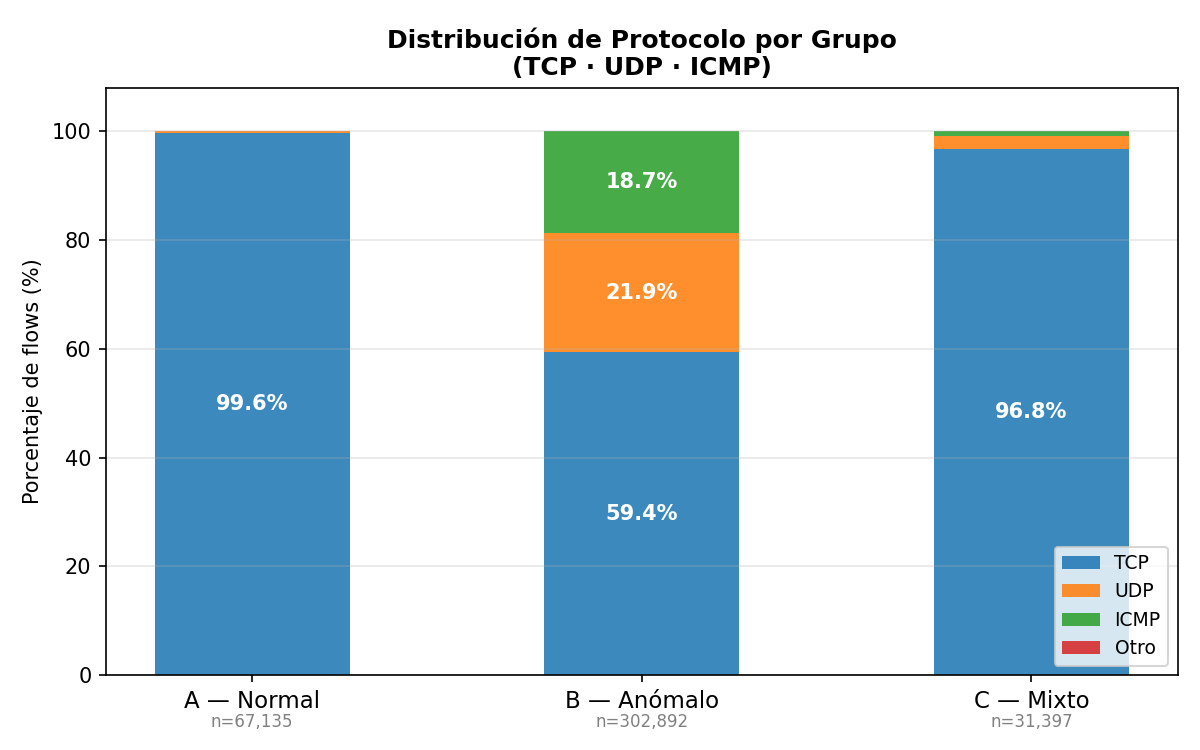 Distribución de Protocolo por Grupo
(TCP · UDP · ICMP)
Porcentaje de flows (%)
100
80
60
40
20
0
99.6%
18.7%
21.9%
59.4%
96.8%
TCP
UDP
ICMP
Otro
A — Normal
n=67,135
B — Anómalo
n=302,892
C — Mixto
n=31,397